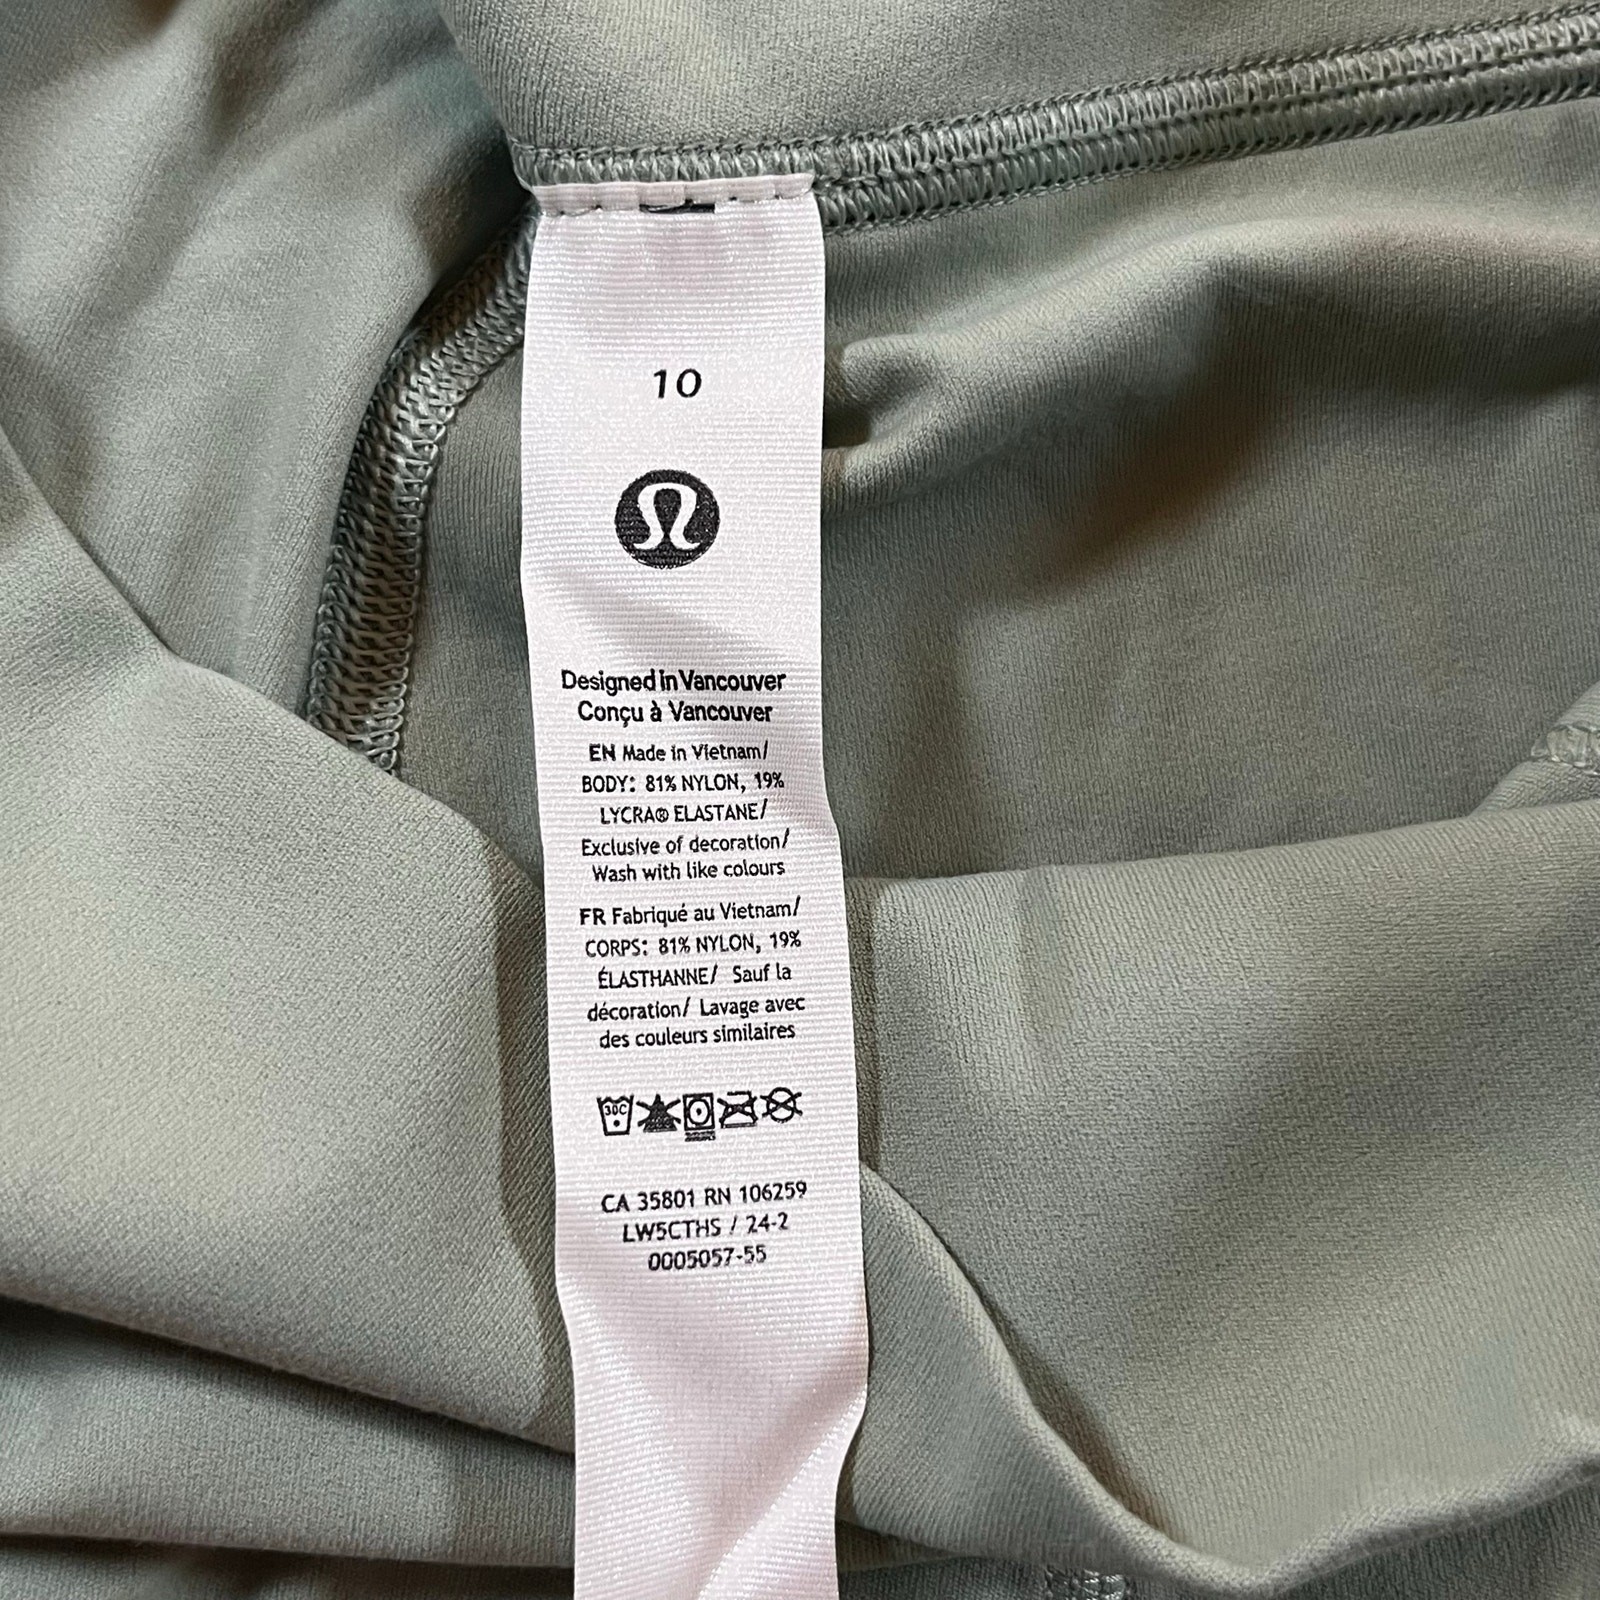 10
Designed in Vancouver
Conçu à Vancouver
EN Made in Vietnam/
BODY: 81% NYLON, 19%
LYCRA® ELASTANE/
Exclusive of decoration/
Wash with like colours
FR Fabriqué au Vietnam/
CORPS: 81% NYLON, 19%
ÉLASTHANNE/ Sauf la
décoration/ Lavage avec
des couleurs similaires
30C
CA 35801 RN 106259
LW5CTHS / 24-2
0005057-55